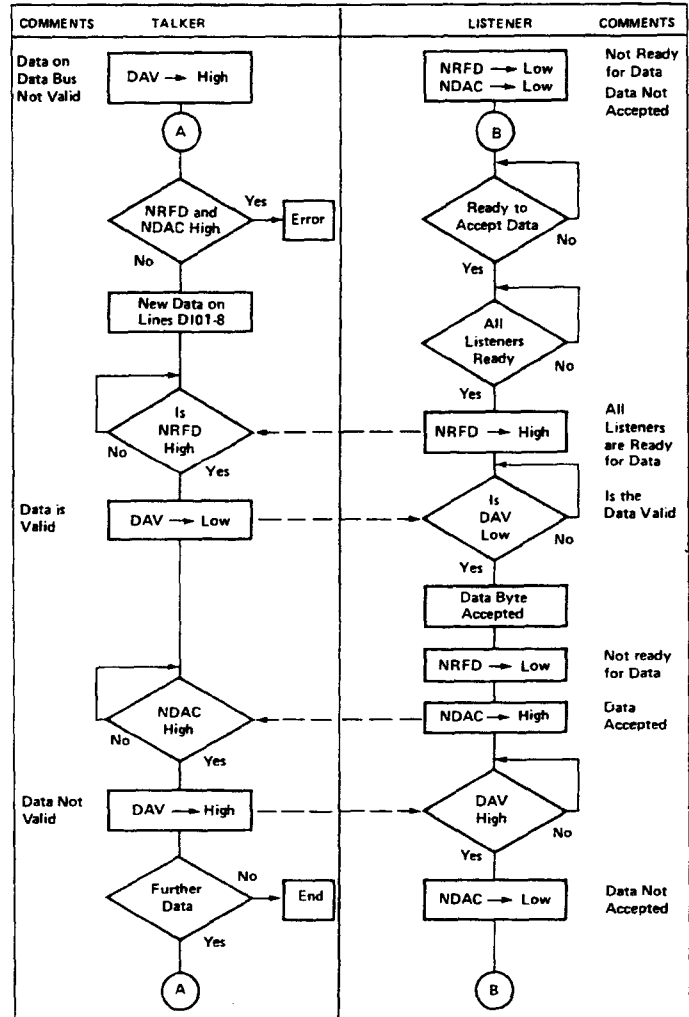 COMMENTS TALKER LISTENER COMMENTS
Data on
Data Bus
Not Valid
DAV → High
A
NRFD and
NDAC High
Yes
Error
No
New Data on
Lines DI01-8
Is
NRFD
High
No
Yes
Data is
Valid
DAV → Low
NDAC
High
No
Yes
Data Not
Valid
DAV → High
Further
Data
No
End
Yes
A
NRFD → Low
NDAC → Low
Not Ready
for Data
Data Not
Accepted
B
Ready to
Accept Data
No
Yes
All
Listeners
Ready
No
Yes
NRFD → High
All
Listeners
are Ready
for Data
Is
DAV
Low
No
Is the
Data Valid
Yes
Data Byte
Accepted
NRFD → Low
Not ready
for Data
NDAC → High
Data
Accepted
DAV
High
No
Yes
NDAC → Low
Data Not
Accepted
B